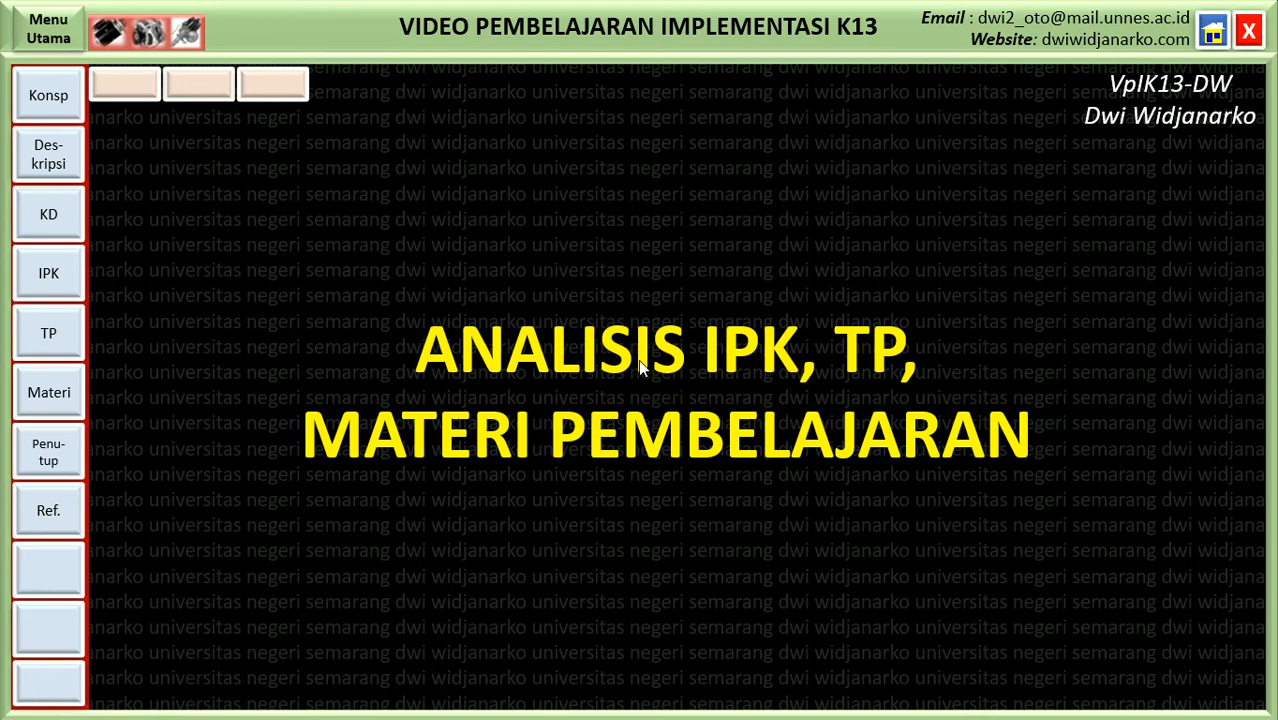 Menu
Utama
VIDEO PEMBELAJARAN IMPLEMENTASI K13
Email : dwi2_oto@mail.unnes.ac.id
Website: dwiwidjanarko.com
X
VpIK13-DW
Dwi Widjanarko
Konsp
Des-
kripsi
KD
IPK
TP
Materi
Penu-
tup
Ref.
ANALISIS IPK, TP,
MATERI PEMBELAJARAN